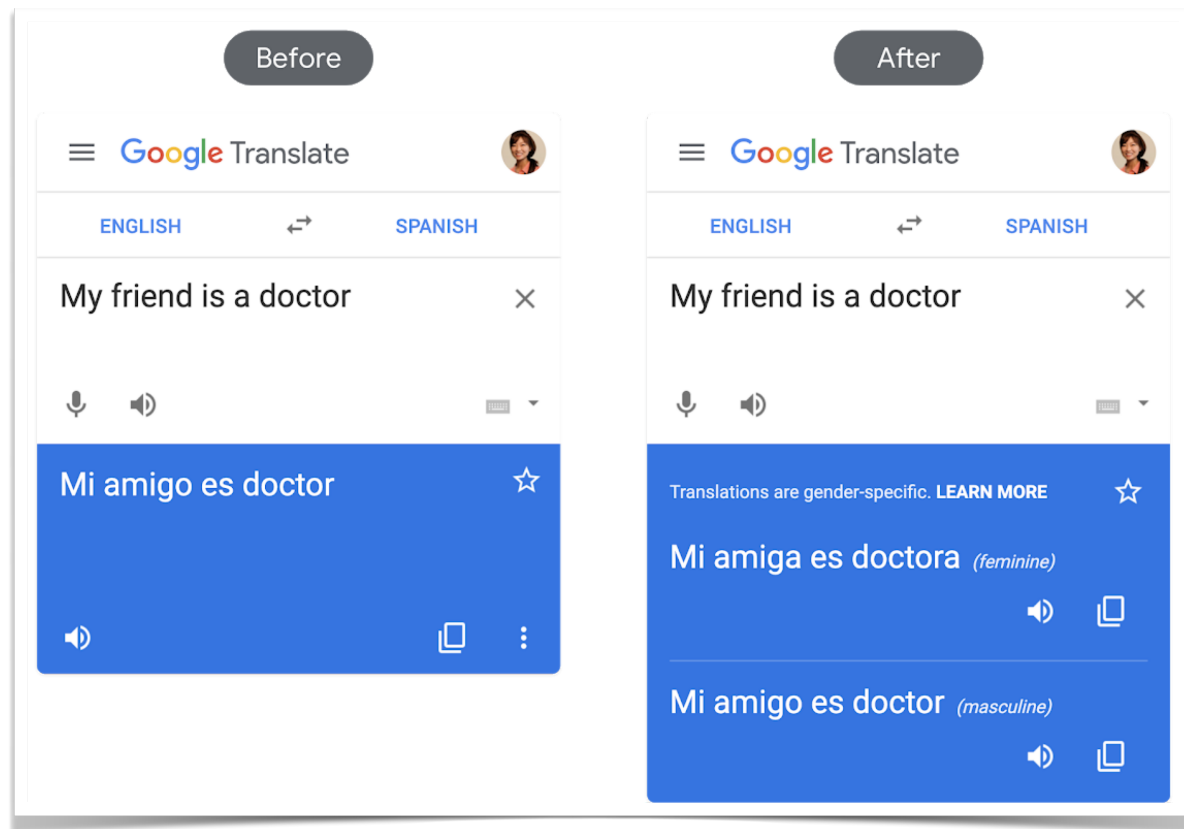 Before
Google Translate
ENGLISH SPANISH
My friend is a doctor
Mi amigo es doctor
After
Google Translate
ENGLISH SPANISH
My friend is a doctor
Translations are gender-specific. LEARN MORE
Mi amiga es doctora (feminine)
Mi amigo es doctor (masculine)